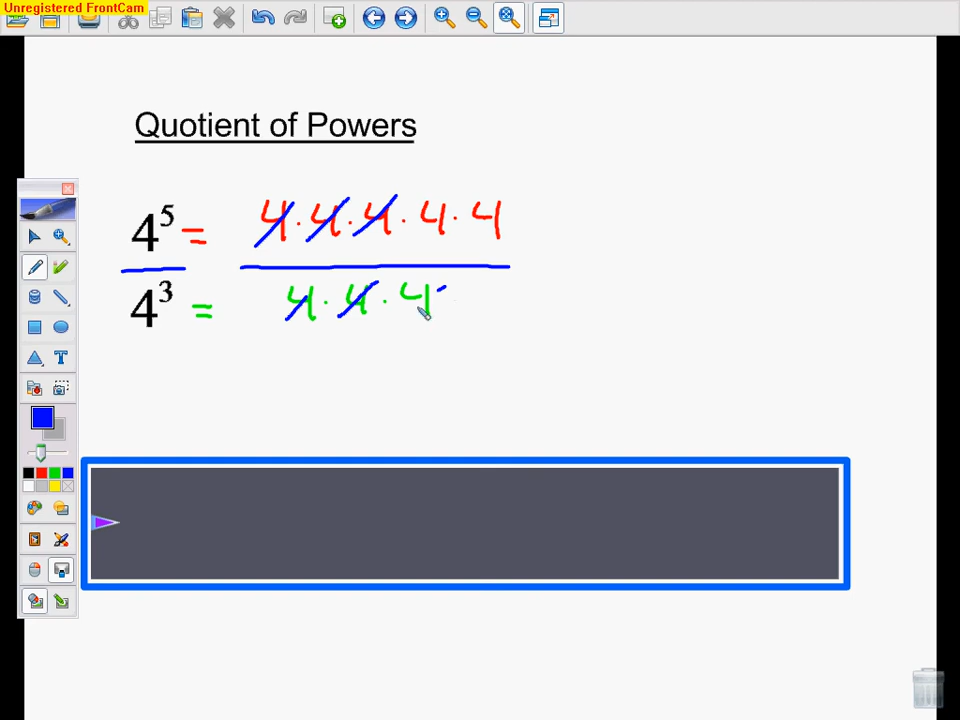 Unregistered FrontCam
Quotient of Powers
4⁵ = 4 · 4 · 4 · 4 · 4
4³ = 4 · 4 · 4
T